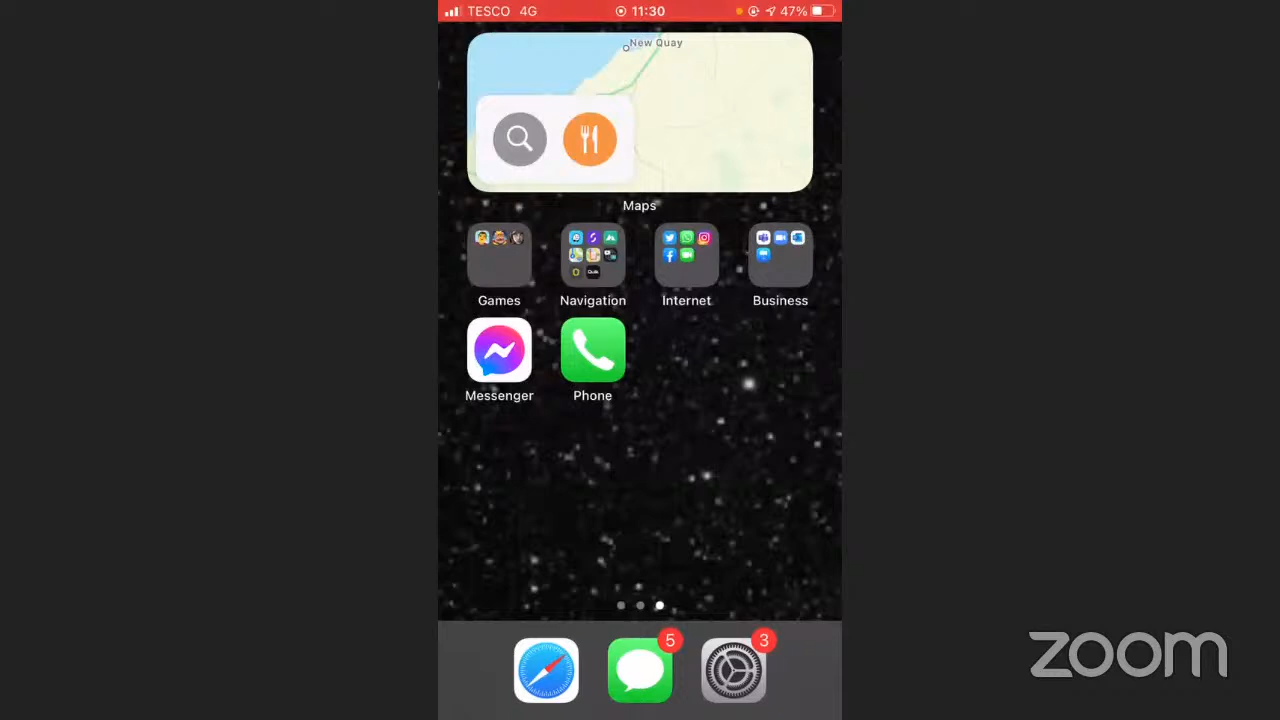 TESCO 4G 11:30 47%
New Quay
Maps
Games Navigation Internet Business
Messenger Phone
5 3
zoom